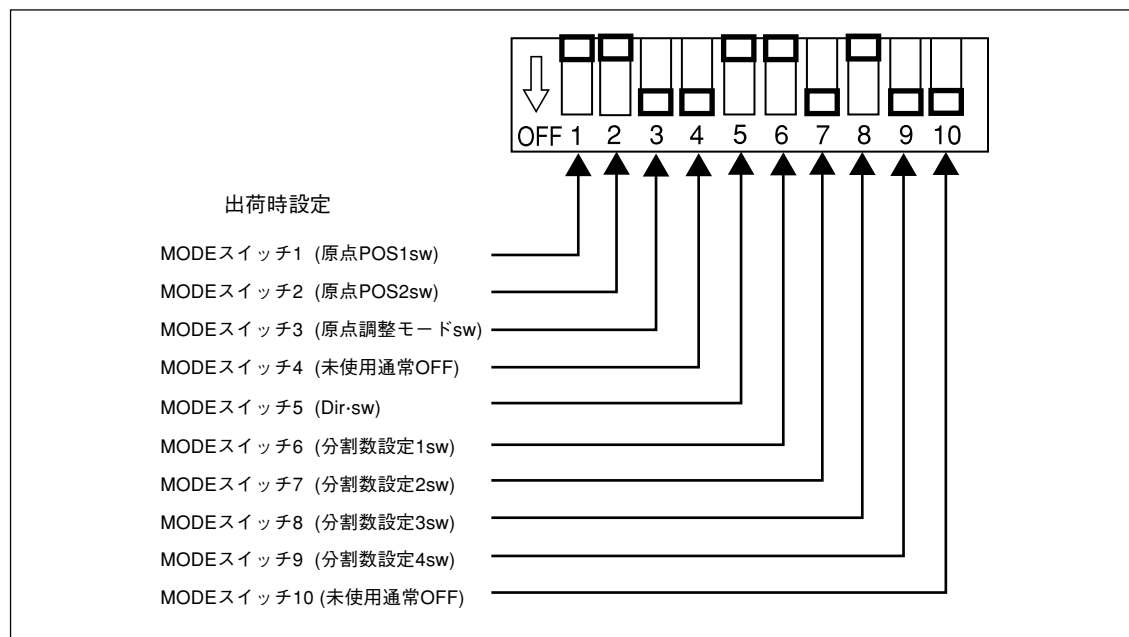 OFF 1 2 3 4 5 6 7 8 9 10
出荷時設定
MODEスイッチ1 (原点POS1sw)
MODEスイッチ2 (原点POS2sw)
MODEスイッチ3 (原点調整モードsw)
MODEスイッチ4 (未使用通常OFF)
MODEスイッチ5 (Dir·sw)
MODEスイッチ6 (分割数設定1sw)
MODEスイッチ7 (分割数設定2sw)
MODEスイッチ8 (分割数設定3sw)
MODEスイッチ9 (分割数設定4sw)
MODEスイッチ10 (未使用通常OFF)